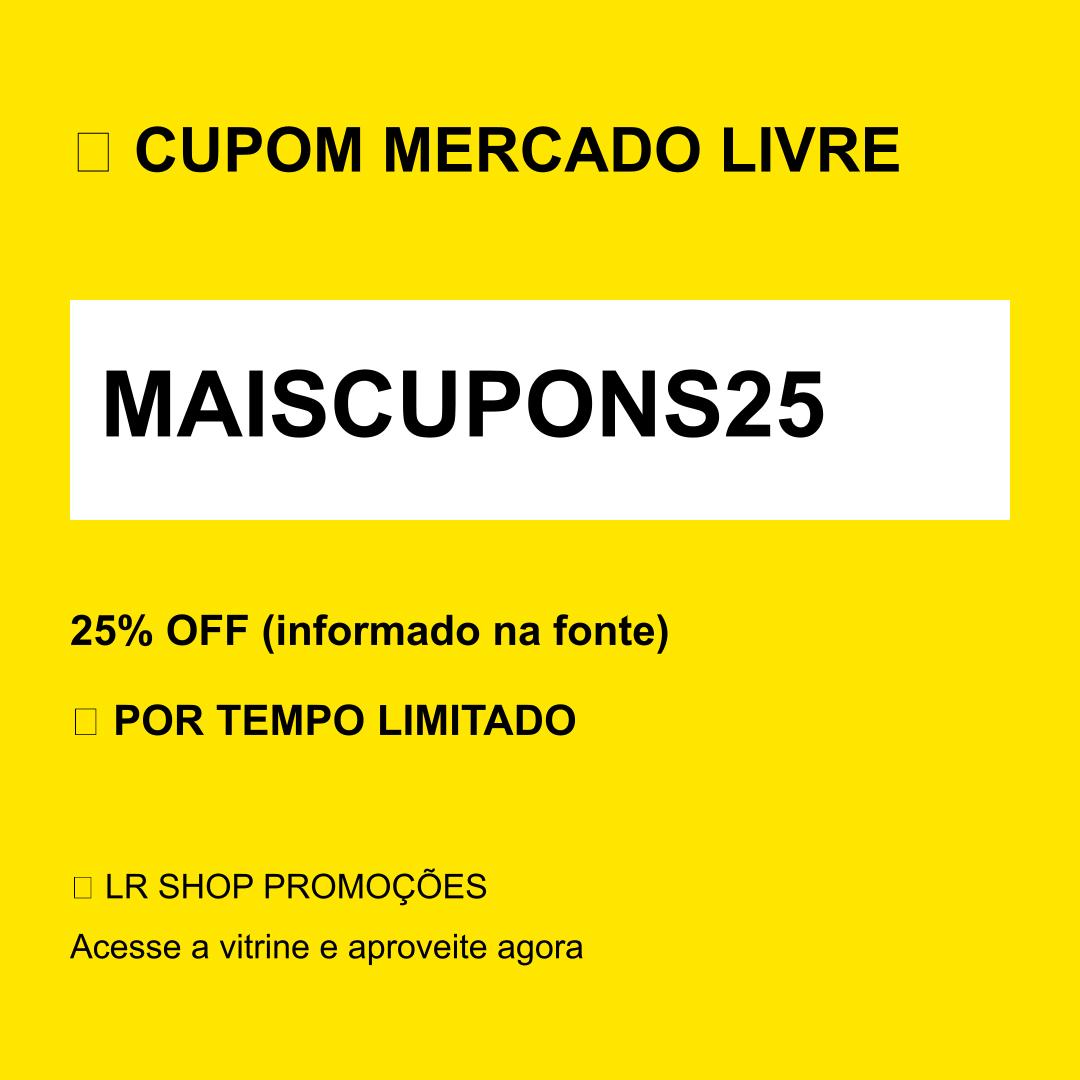 CUPOM MERCADO LIVRE
MAISCUPONS25
25% OFF (informado na fonte)
POR TEMPO LIMITADO
LR SHOP PROMOÇÕES
Acesse a vitrine e aproveite agora